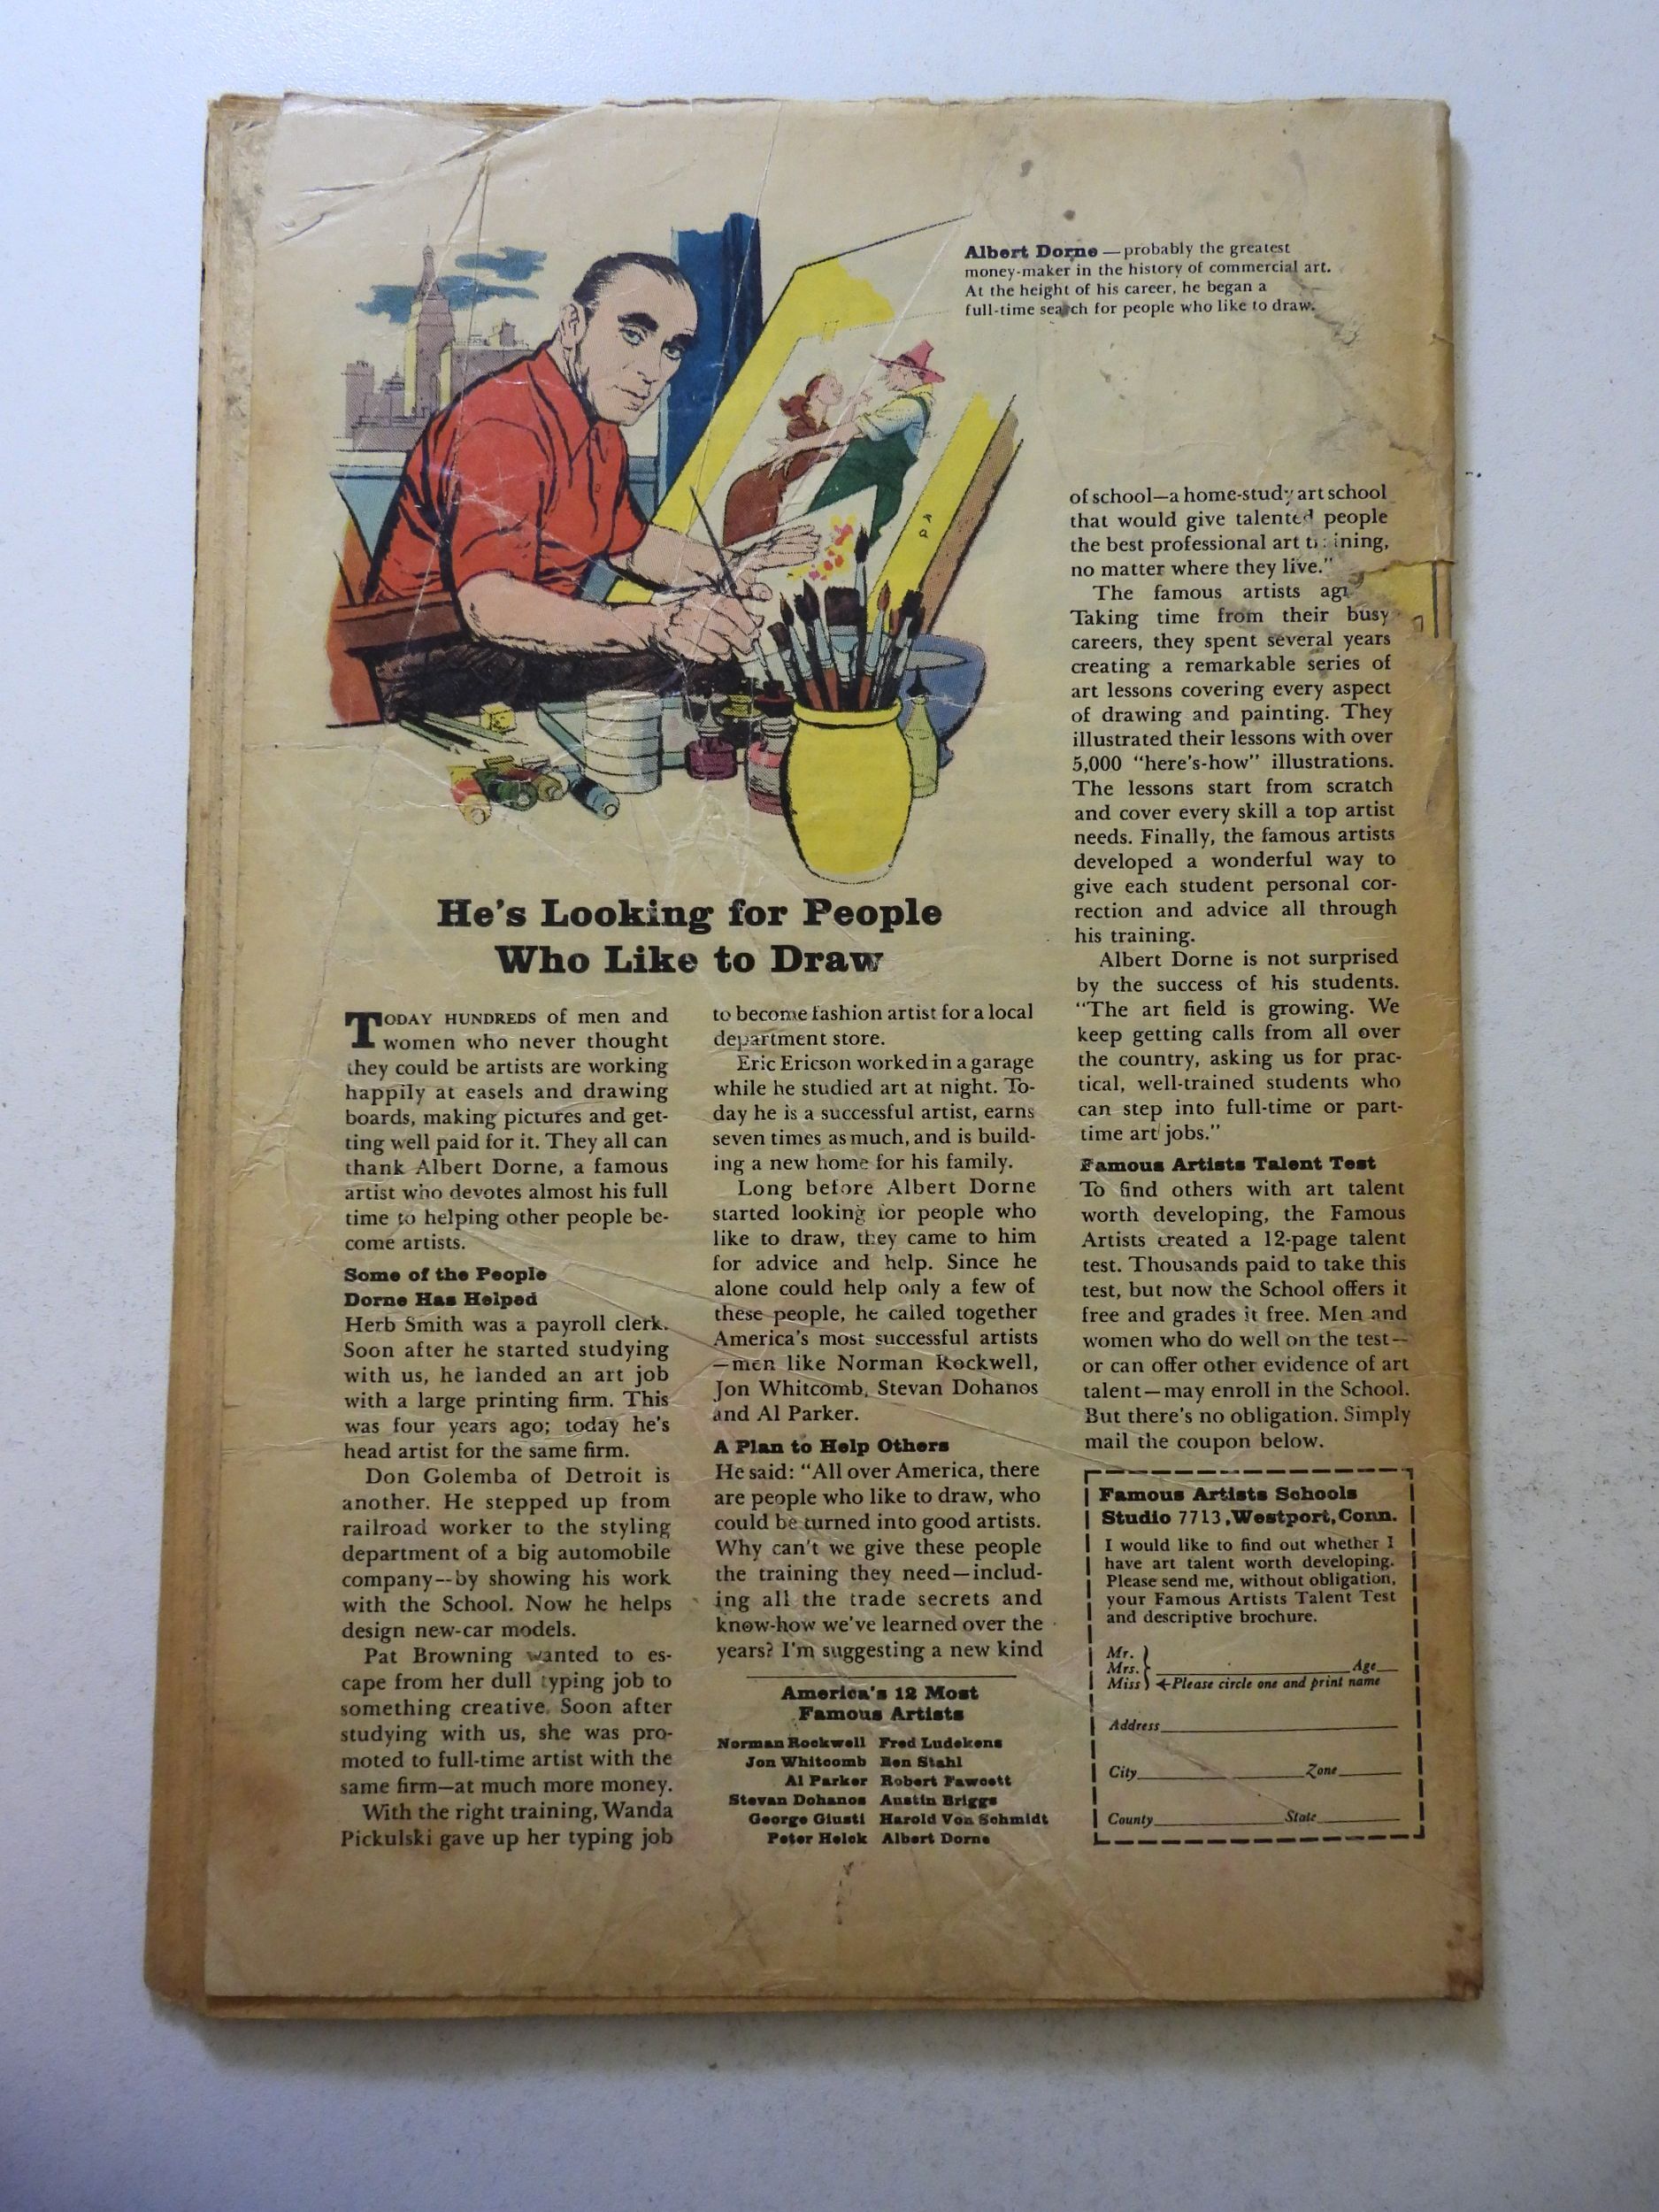 Albert Dorne — probably the greatest
money-maker in the history of commercial art.
At the height of his career, he began a
full-time search for people who like to draw.
He's Looking for People
Who Like to Draw
TODAY HUNDREDS of men and
women who never thought
they could be artists are working
happily at easels and drawing
boards, making pictures and get-
ting well paid for it. They all can
thank Albert Dorne, a famous
artist who devotes almost his full
time to helping other people be-
come artists.
Some of the People
Dorne Has Helped
Herb Smith was a payroll clerk.
Soon after he started studying
with us, he landed an art job
with a large printing firm. This
was four years ago; today he's
head artist for the same firm.
Don Golemba of Detroit is
another. He stepped up from
railroad worker to the styling
department of a big automobile
company--by showing his work
with the School. Now he helps
design new-car models.
Pat Browning wanted to es-
cape from her dull typing job to
something creative. Soon after
studying with us, she was pro-
moted to full-time artist with the
same firm—at much more money.
With the right training, Wanda
Pickulski gave up her typing job
to become fashion artist for a local
department store.
Eric Ericson worked in a garage
while he studied art at night. To-
day he is a successful artist, earns
seven times as much, and is build-
ing a new home for his family.
Long before Albert Dorne
started looking for people who
like to draw, they came to him
for advice and help. Since he
alone could help only a few of
these people, he called together
America's most successful artists
—men like Norman Rockwell,
Jon Whitcomb, Stevan Dohanos
and Al Parker.
A Plan to Help Others
He said: "All over America, there
are people who like to draw, who
could be turned into good artists.
Why can't we give these people
the training they need—includ-
ing all the trade secrets and
know-how we've learned over the
years? I'm suggesting a new kind
America's 12 Most
Famous Artists
Norman Rockwell Fred Ludekens
Jon Whitcomb Ben Stahl
Al Parker Robert Fawcett
Stevan Dohanos Austin Briggs
George Giusti Harold Von Schmidt
Peter Helck Albert Dorne
of school—a home-study art school
that would give talented people
the best professional art training,
no matter where they live."
The famous artists
Taking time from their busy
careers, they spent several years
creating a remarkable series of
art lessons covering every aspect
of drawing and painting. They
illustrated their lessons with over
5,000 "here's-how" illustrations.
The lessons start from scratch
and cover every skill a top artist
needs. Finally, the famous artists
developed a wonderful way to
give each student personal cor-
rection and advice all through
his training.
Albert Dorne is not surprised
by the success of his students.
"The art field is growing. We
keep getting calls from all over
the country, asking us for prac-
tical, well-trained students who
can step into full-time or part-
time art jobs."
Famous Artists Talent Test
To find others with art talent
worth developing, the Famous
Artists created a 12-page talent
test. Thousands paid to take this
test, but now the School offers it
free and grades it free. Men and
women who do well on the test—
or can offer other evidence of art
talent—may enroll in the School.
But there's no obligation. Simply
mail the coupon below.
Famous Artists Schools
Studio 7713, Westport, Conn.
I would like to find out whether I
have art talent worth developing.
Please send me, without obligation,
your Famous Artists Talent Test
and descriptive brochure.
Mr.
Mrs. Age
Miss Please circle one and print name
Address
City Zone
County State